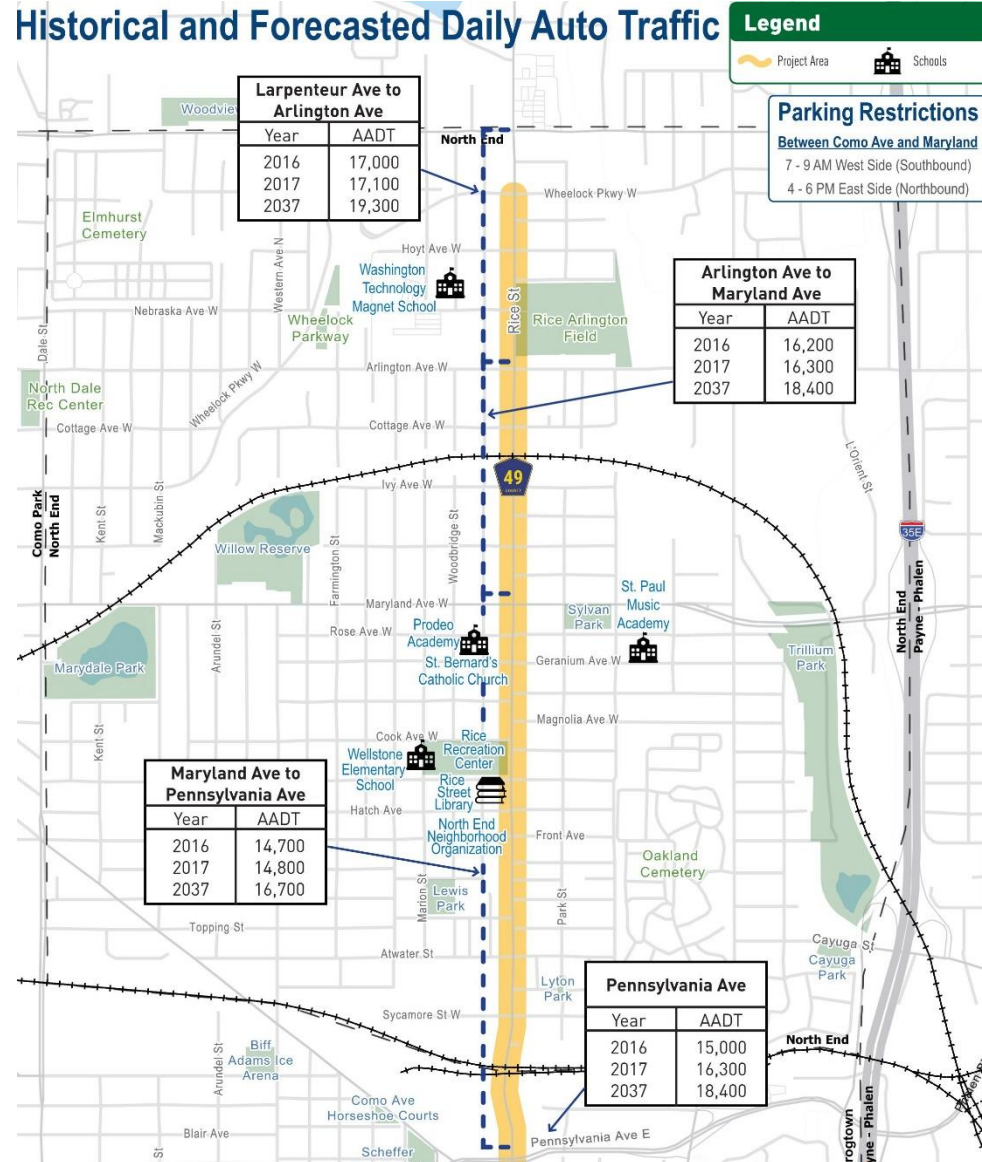 Historical and Forecasted Daily Auto Traffic
Legend
Project Area
Schools
Parking Restrictions
Between Como Ave and Maryland
7 - 9 AM West Side (Southbound)
4 - 6 PM East Side (Northbound)
Larpenteur Ave to
Arlington Ave
Year AADT
2016 17,000
2017 17,100
2037 19,300
North End
Wheelock Pkwy W
Elmhurst
Cemetery
Western Ave N
Hoyt Ave W
Washington
Technology
Magnet School
Rice St
Rice Arlington
Field
Arlington Ave to
Maryland Ave
Year AADT
2016 16,200
2017 16,300
2037 18,400
Nebraska Ave W
Wheelock
Parkway
Dale St
Arlington Ave W
North Dale
Rec Center
Wheelock Pkwy W
Cottage Ave W
Cottage Ave W
L'Orient St
49
Ivy Ave W
Como Park
North End
Kent St
Mackubin St
Willow Reserve
Farmington St
Woodbridge St
35E
North End
Payne - Phalen
Maryland Ave W
Rose Ave W
Arundel St
Prodeo
Academy
St. Bernard's
Catholic Church
St. Paul
Music
Academy
Sylvan
Park
Geranium Ave W
Trillium
Park
Marydale Park
Magnolia Ave W
Kent St
Cook Ave W
Rice
Recreation
Center
Wellstone
Elementary
School
Rice
Street
Library
Hatch Ave
North End
Neighborhood
Organization
Front Ave
Maryland Ave to
Pennsylvania Ave
Year AADT
2016 14,700
2017 14,800
2037 16,700
Oakland
Cemetery
Marion St
Lewis
Park
Park St
Topping St
Atwater St
Cayuga St
Cayuga
Park
Lyton
Park
Pennsylvania Ave
Year AADT
2016 15,000
2017 16,300
2037 18,400
Sycamore St W
North End
Arundel St
Biff
Adams Ice
Arena
Como Ave
Horseshoe Courts
Blair Ave
Scheffer
Pennsylvania Ave E
St